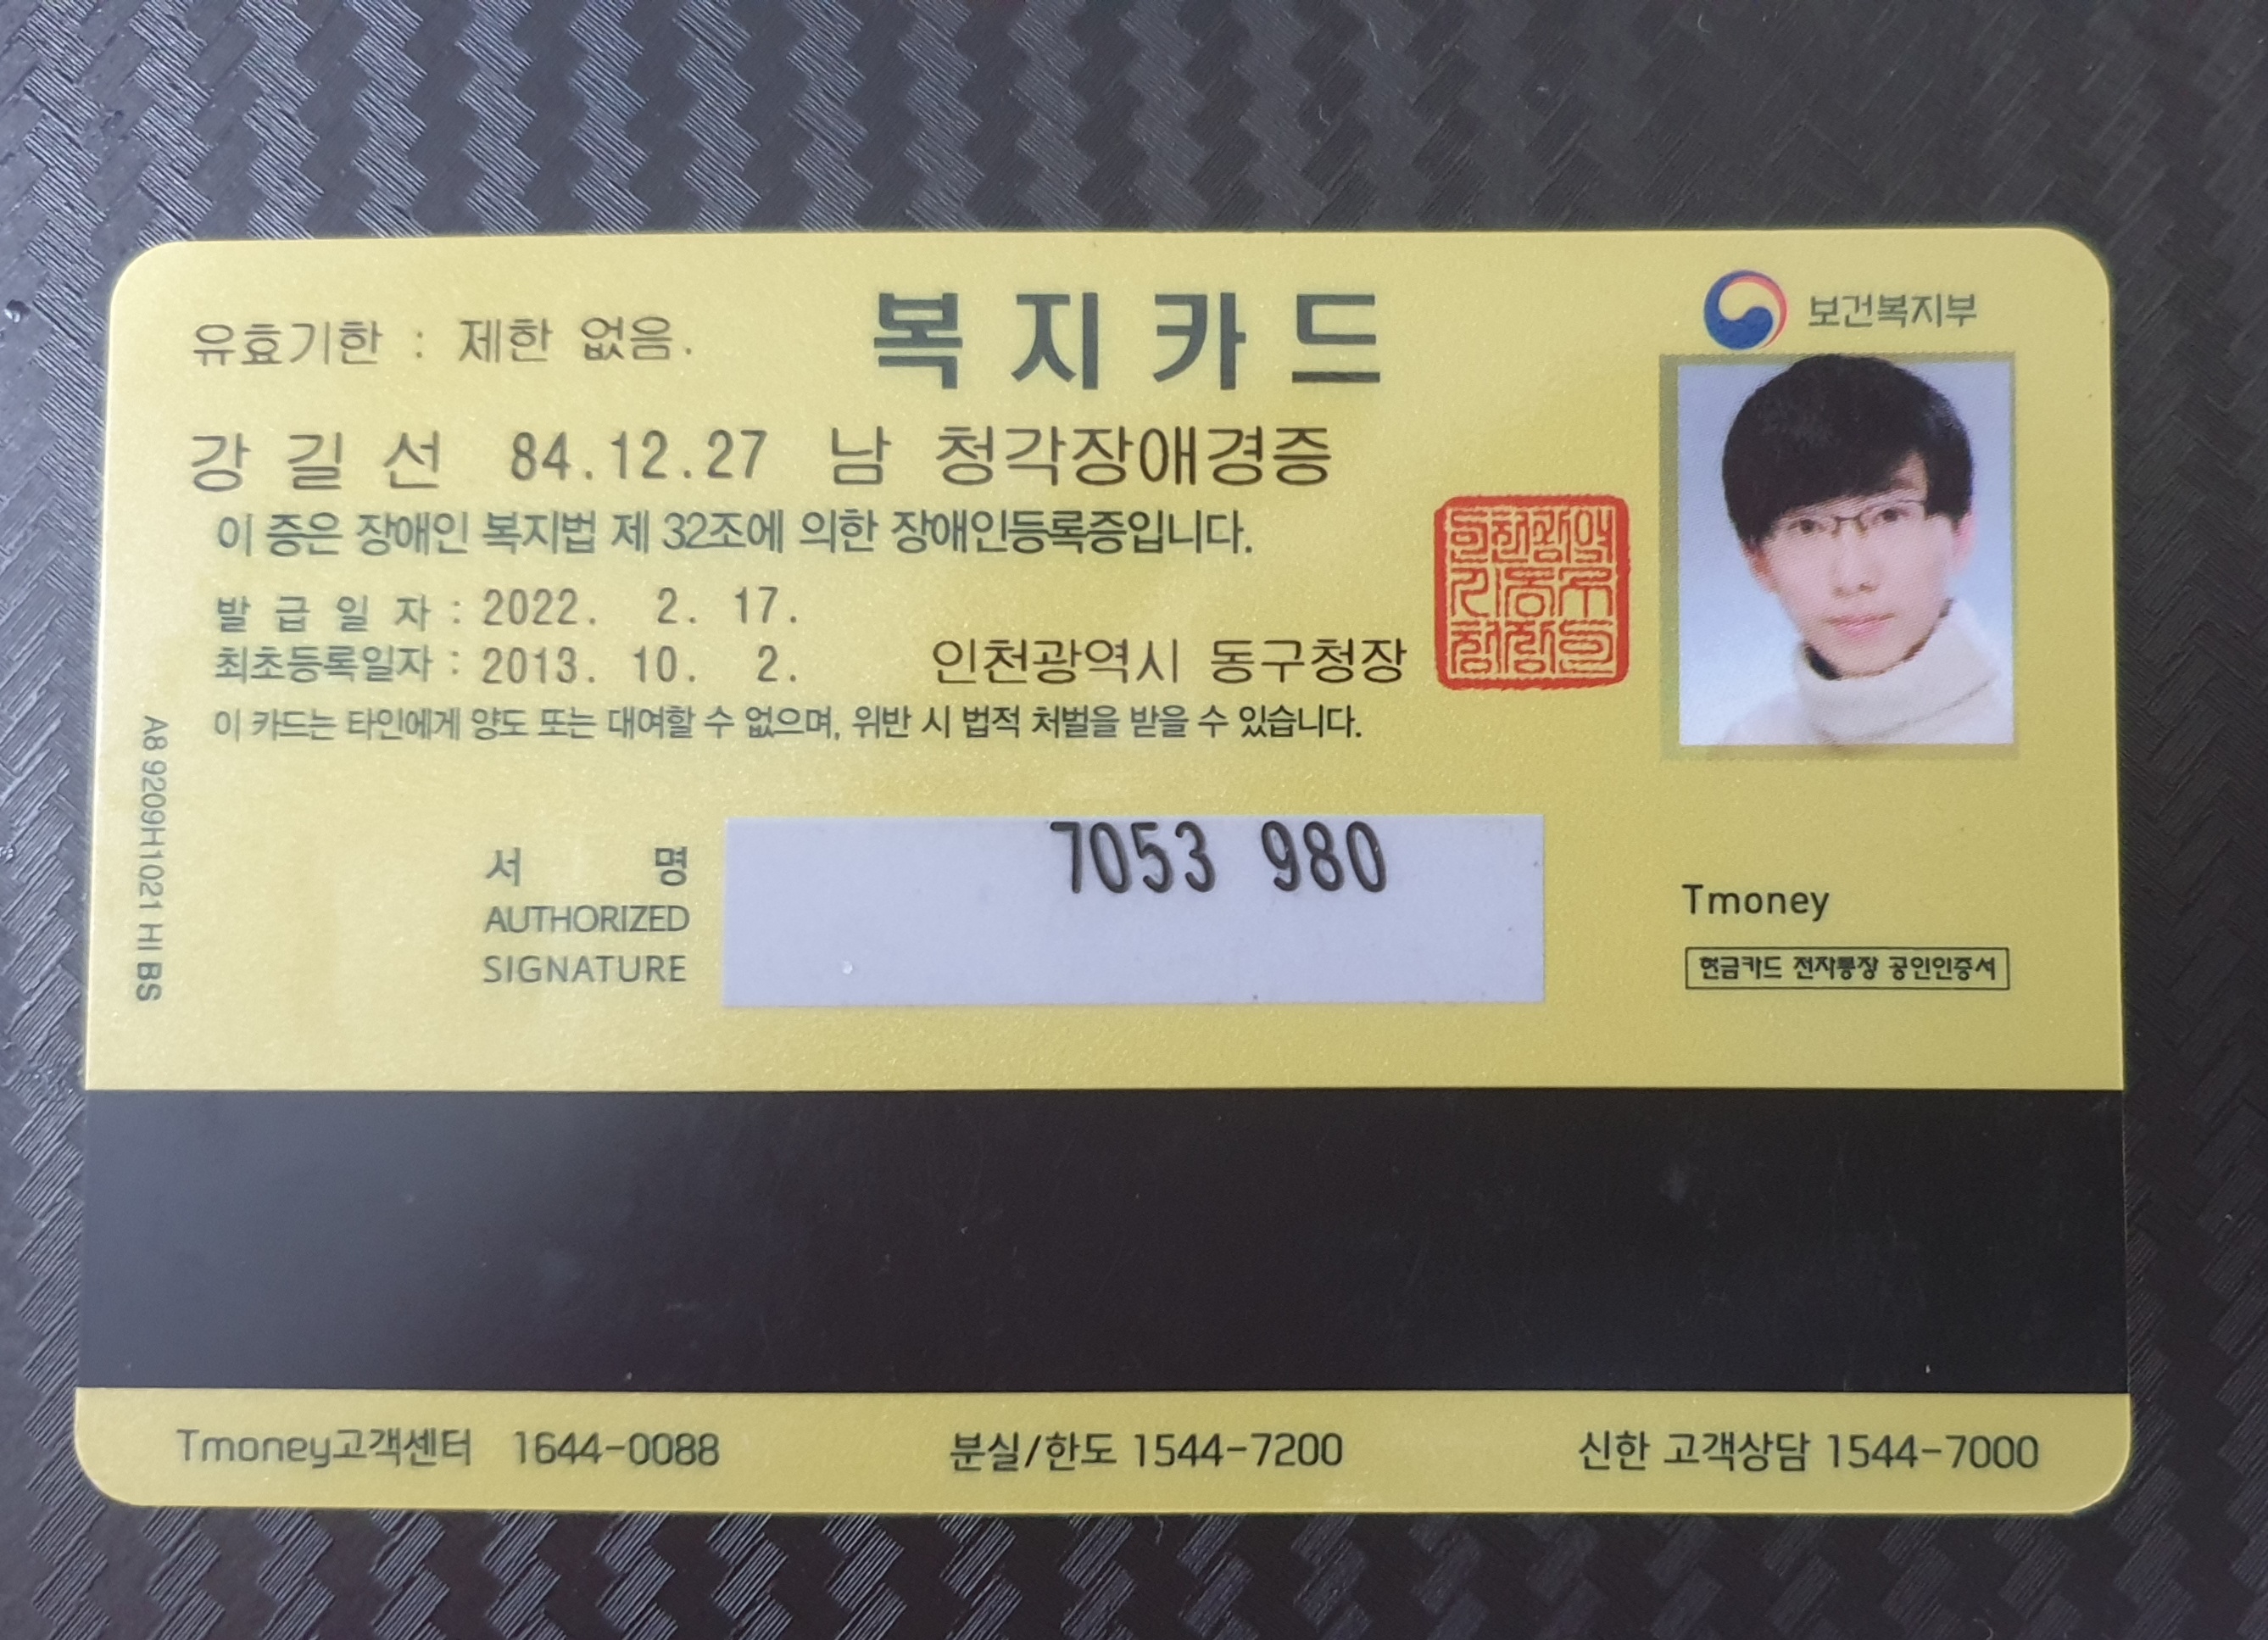 유효기한 : 제한 없음.
복지카드
보건복지부
강 길 선 84.12.27 남 청각장애경증
이 증은 장애인 복지법 제 32조에 의한 장애인등록증입니다.
발 급 일 자 : 2022. 2. 17.
최초등록일자 : 2013. 10. 2.
인천광역시 동구청장
이 카드는 타인에게 양도 또는 대여할 수 없으며, 위반 시 법적 처벌을 받을 수 있습니다.
A8 9209H1021 HI BS
7053 980
서 명
AUTHORIZED
SIGNATURE
Tmoney
현금카드 전자통장 공인인증서
Tmoney고객센터 1644-0088 분실/한도 1544-7200 신한 고객상담 1544-7000